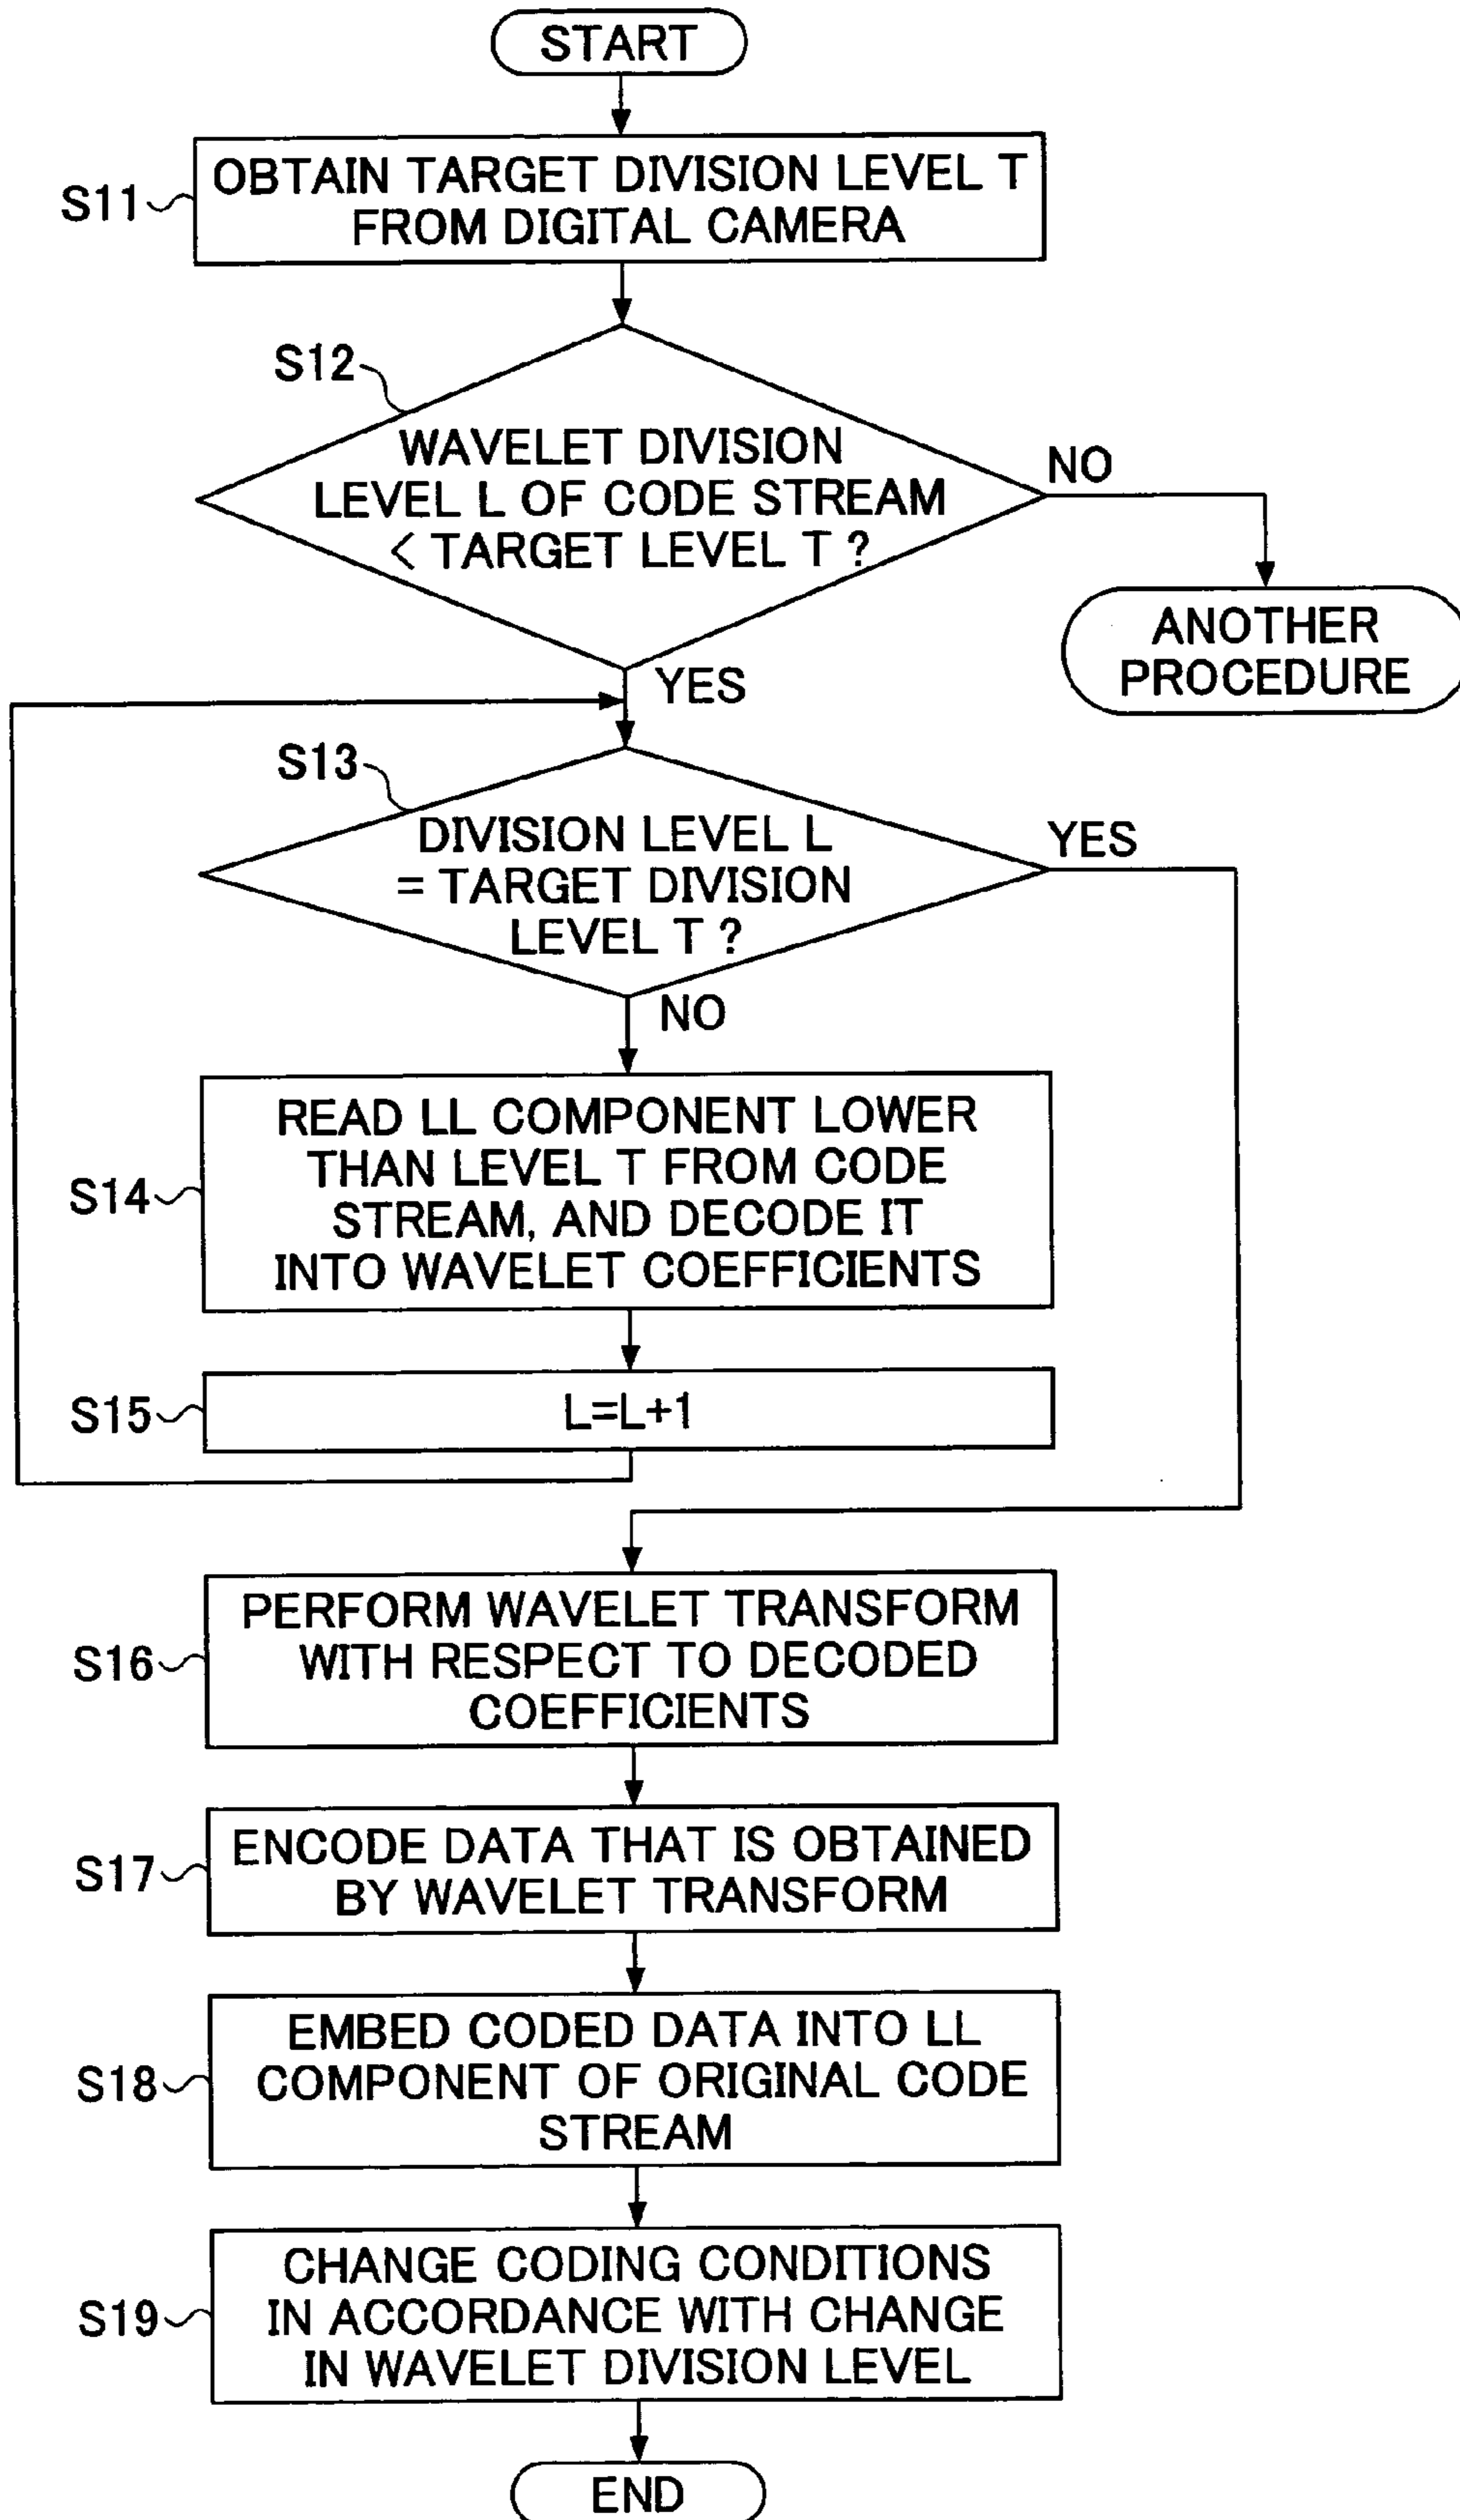 START
S11
OBTAIN TARGET DIVISION LEVEL T
FROM DIGITAL CAMERA
S12
WAVELET DIVISION
LEVEL L OF CODE STREAM
< TARGET LEVEL T ?
NO
ANOTHER
PROCEDURE
YES
S13
DIVISION LEVEL L
= TARGET DIVISION
LEVEL T ?
YES
NO
S14
READ LL COMPONENT LOWER
THAN LEVEL T FROM CODE
STREAM, AND DECODE IT
INTO WAVELET COEFFICIENTS
S15
L=L+1
S16
PERFORM WAVELET TRANSFORM
WITH RESPECT TO DECODED
COEFFICIENTS
S17
ENCODE DATA THAT IS OBTAINED
BY WAVELET TRANSFORM
S18
EMBED CODED DATA INTO LL
COMPONENT OF ORIGINAL CODE
STREAM
S19
CHANGE CODING CONDITIONS
IN ACCORDANCE WITH CHANGE
IN WAVELET DIVISION LEVEL
END